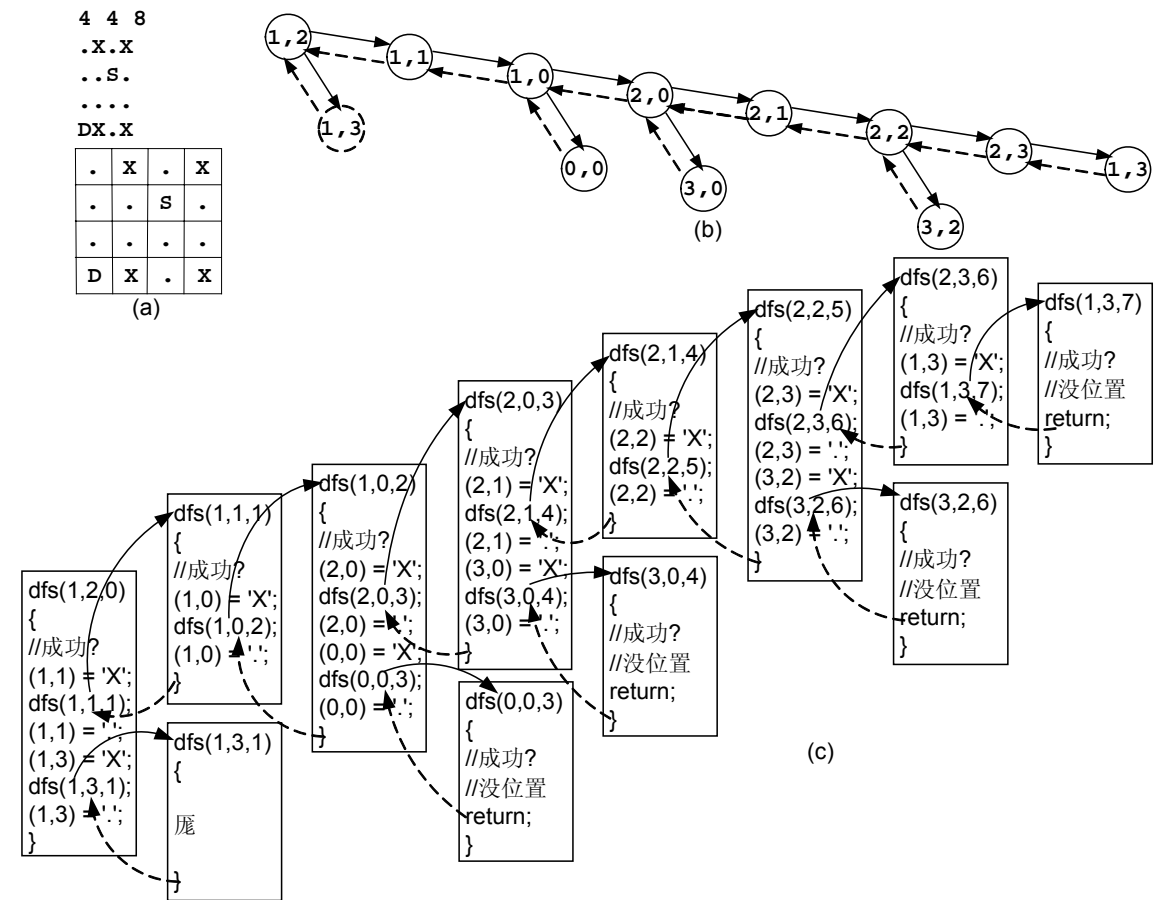 4 4 8
.X.X
..S.
....
DX.X
. X . X
. . S .
. . . .
D X . X
(a)
1,2
1,1
1,0
2,0
2,1
2,2
2,3
1,3
1,3
0,0
3,0
3,2
(b)
dfs(1,2,0)
{
//成功?
(1,1) = 'X';
dfs(1,1,1);
(1,1) = '.';
(1,3) = 'X';
dfs(1,3,1);
(1,3) = '.';
}
dfs(1,1,1)
{
//成功?
(1,0) = 'X';
dfs(1,0,2);
(1,0) = '.';
}
dfs(1,3,1)
{
厖
}
dfs(1,0,2)
{
//成功?
(2,0) = 'X';
dfs(2,0,3);
(2,0) = '.';
(0,0) = 'X';
dfs(0,0,3);
(0,0) = '.';
}
dfs(2,0,3)
{
//成功?
(2,1) = 'X';
dfs(2,1,4);
(2,1) = '.';
(3,0) = 'X';
dfs(3,0,4);
(3,0) = '.';
}
dfs(0,0,3)
{
//成功?
//没位置
return;
}
dfs(2,1,4)
{
//成功?
(2,2) = 'X';
dfs(2,2,5);
(2,2) = '.';
}
dfs(3,0,4)
{
//成功?
//没位置
return;
}
dfs(2,2,5)
{
//成功?
(2,3) = 'X';
dfs(2,3,6);
(2,3) = '.';
(3,2) = 'X';
dfs(3,2,6);
(3,2) = '.';
}
dfs(2,3,6)
{
//成功?
(1,3) = 'X';
dfs(1,3,7);
(1,3) = '.';
}
dfs(3,2,6)
{
//成功?
//没位置
return;
}
dfs(1,3,7)
{
//成功?
//没位置
return;
}
(c)